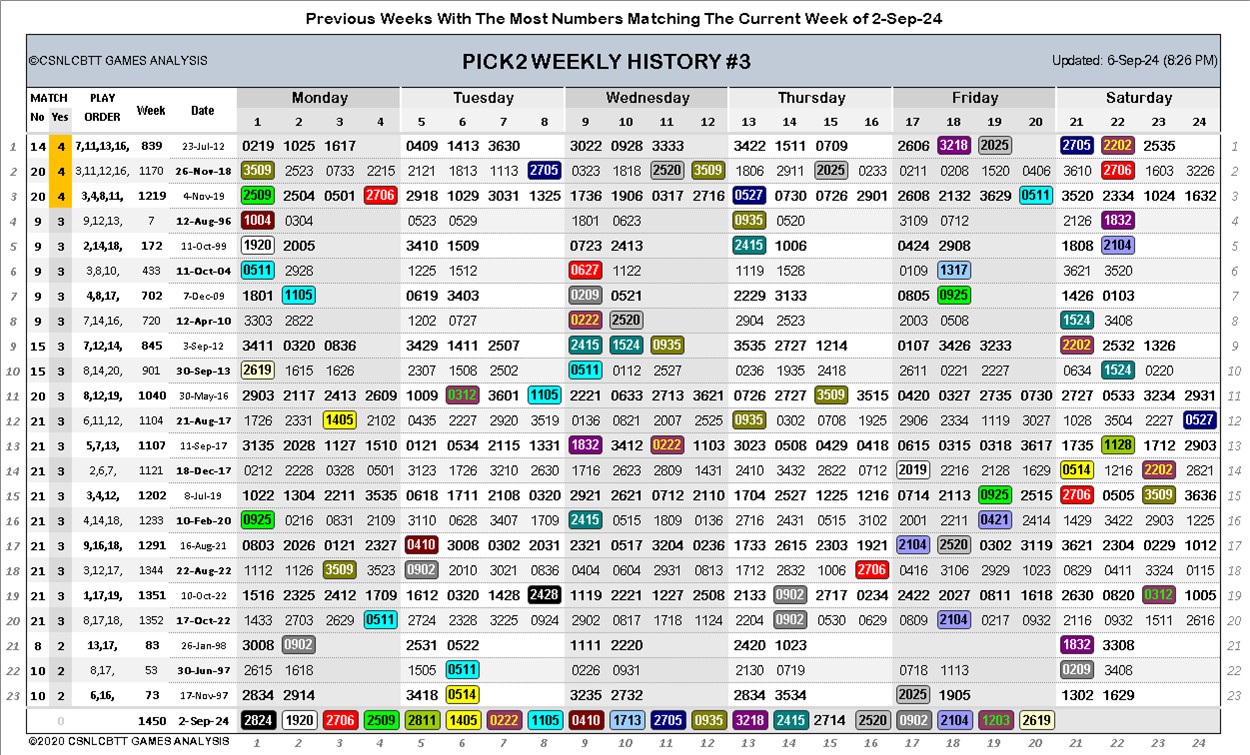 Previous Weeks With The Most Numbers Matching The Current Week of 2-Sep-24
©CSNLCBTT GAMES ANALYSIS PICK2 WEEKLY HISTORY #3 Updated: 6-Sep-24 (8:26 PM)
MATCH PLAY Week Date Monday Tuesday Wednesday Thursday Friday Saturday
No Yes ORDER 1 2 3 4 5 6 7 8 9 10 11 12 13 14 15 16 17 18 19 20 21 22 23 24
1 14 4 7,11,13,16, 839 23-Jul-12 0219 1025 1617 0409 1413 3630 3022 0928 3333 3422 1511 0709 2606 3218 2025 2705 2202 2535 1
2 20 4 3,11,12,16, 1170 26-Nov-18 3509 2523 0733 2215 2121 1813 1113 2705 0323 1818 2520 3509 1806 2911 2025 0233 0211 0208 1520 0406 3610 2706 1603 3226 2
3 20 4 3,4,8,11, 1219 4-Nov-19 2509 2504 0501 2706 2918 1029 3031 1325 1736 1906 0317 2716 0527 0730 0726 2901 2608 2132 3629 0511 3520 2334 1024 1632 3
4 9 3 9,12,13, 7 12-Aug-96 1004 0304 0523 0529 1801 0623 0935 0520 3109 0712 2126 1832 4
5 9 3 2,14,18, 172 11-Oct-99 1920 2005 3410 1509 0723 2413 2415 1006 0424 2908 1808 2104 5
6 9 3 3,8,10, 433 11-Oct-04 0511 2928 1225 1512 0627 1122 1119 1528 0109 1317 3621 3520 6
7 9 3 4,8,17, 702 7-Dec-09 1801 1105 0619 3403 0209 0521 2229 3133 0805 0925 1426 0103 7
8 9 3 7,14,16, 720 12-Apr-10 3303 2822 1202 0727 0222 2520 2904 2523 2003 0508 1524 3408 8
9 15 3 7,12,14, 845 3-Sep-12 3411 0320 0836 3429 1411 2507 2415 1524 0935 3535 2727 1214 0107 3426 3233 2202 2532 1326 9
10 15 3 8,14,20, 901 30-Sep-13 2619 1615 1626 2307 1508 2502 0511 0112 2527 0236 1935 2418 2611 0221 2227 0634 1524 0220 10
11 20 3 8,12,19, 1040 30-May-16 2903 2117 2413 2609 1009 0312 3601 1105 2221 0633 2713 3621 0726 2727 3509 3515 0420 0327 2735 0730 2727 0533 3234 2931 11
12 21 3 6,11,12, 1104 21-Aug-17 1726 2331 1405 2004 0435 2227 2920 3519 0136 0821 2007 2525 0935 0302 0708 1925 2906 2334 1119 3027 1028 3504 2227 0527 12
13 21 3 5,7,13, 1107 11-Sep-17 3135 2028 1127 1510 0121 0534 2115 1331 1832 3412 0222 1103 3023 0508 0429 0418 0615 0315 0318 3617 1735 1128 1712 2903 13
14 21 3 2,6,7, 1121 18-Dec-17 0212 2228 0328 0501 3123 1726 3210 2630 1716 2623 2809 1431 2410 3432 2822 0712 2019 2216 2128 1629 0514 1216 2202 2821 14
15 21 3 3,4,12, 1202 8-Jul-19 1022 1304 2211 3535 0618 1711 2108 0320 2921 2621 0712 2110 1704 2527 1225 1216 0714 2113 0925 2515 2706 0505 3509 3636 15
16 21 3 4,14,18, 1233 10-Feb-20 0925 0216 0831 2109 3110 0628 3407 1709 2415 0515 1809 0136 2716 2431 0515 3102 2001 2211 0421 2414 1429 3422 2903 1225 16
17 21 3 9,16,18, 1291 16-Aug-21 0803 2026 0121 2327 0410 3008 0302 2031 2321 0517 3204 0236 1733 2615 2303 1921 2104 2520 0302 3119 3621 2304 0229 1012 17
18 21 3 3,12,17, 1344 22-Aug-22 1112 1126 3509 3523 0902 2010 3021 0836 0404 0604 2931 0813 1712 2832 1006 2706 0416 3106 2929 1023 0829 0411 3324 0115 18
19 21 3 1,17,19, 1351 10-Oct-22 1516 2325 2412 1709 1612 0320 1428 2428 1119 2221 1227 2508 2133 0902 2717 0234 2422 2027 0811 1618 2630 0820 0312 1005 19
20 21 3 8,17,18, 1352 17-Oct-22 1433 2703 2629 0511 2724 2328 3225 0924 2902 0817 1718 1124 2204 0902 0530 0629 0809 2104 0217 0932 2116 0932 1511 2616 20
21 8 2 13,17, 83 26-Jan-98 3008 0902 2531 0522 1111 2220 2420 1023 1832 3308 21
22 10 2 8,17, 53 30-Jun-97 2615 1618 1505 0511 0226 0931 2130 0719 0718 1113 0209 3408 22
23 10 2 6,16, 73 17-Nov-97 2834 2914 3418 0514 3235 2732 2834 3534 2025 1905 1302 1629 23
0 1450 2-Sep-24 2824 1920 2706 2509 2811 1405 0222 1105 0410 1713 2705 0935 3218 2415 2714 2520 0902 2104 1203 2619
©2020 CSNLCBTT GAMES ANALYSIS 1 2 3 4 5 6 7 8 9 10 11 12 13 14 15 16 17 18 19 20 21 22 23 24